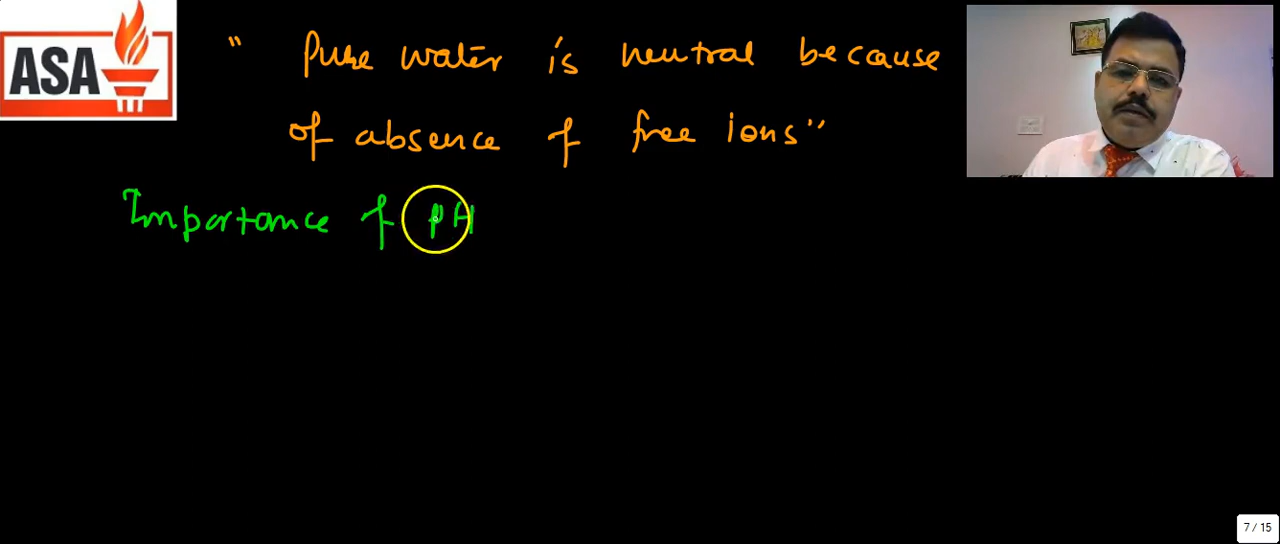 ASA
" Pure water is neutral because
of absence of free ions"
Importance of PH
7 / 15